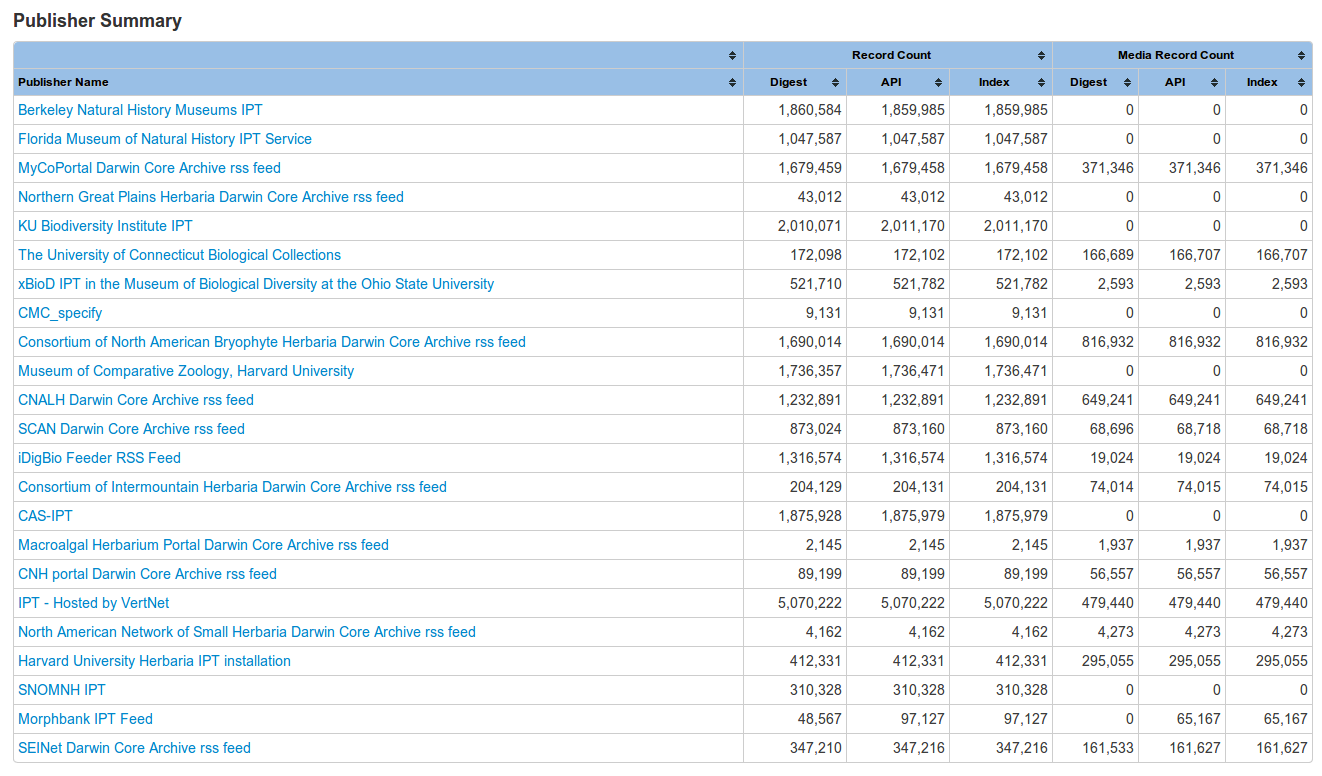 Publisher Summary
Record Count Media Record Count
Publisher Name Digest API Index Digest API Index
Berkeley Natural History Museums IPT 1,860,584 1,859,985 1,859,985 0 0 0
Florida Museum of Natural History IPT Service 1,047,587 1,047,587 1,047,587 0 0 0
MyCoPortal Darwin Core Archive rss feed 1,679,459 1,679,458 1,679,458 371,346 371,346 371,346
Northern Great Plains Herbaria Darwin Core Archive rss feed 43,012 43,012 43,012 0 0 0
KU Biodiversity Institute IPT 2,010,071 2,011,170 2,011,170 0 0 0
The University of Connecticut Biological Collections 172,098 172,102 172,102 166,689 166,707 166,707
xBioD IPT in the Museum of Biological Diversity at the Ohio State University 521,710 521,782 521,782 2,593 2,593 2,593
CMC_specify 9,131 9,131 9,131 0 0 0
Consortium of North American Bryophyte Herbaria Darwin Core Archive rss feed 1,690,014 1,690,014 1,690,014 816,932 816,932 816,932
Museum of Comparative Zoology, Harvard University 1,736,357 1,736,471 1,736,471 0 0 0
CNALH Darwin Core Archive rss feed 1,232,891 1,232,891 1,232,891 649,241 649,241 649,241
SCAN Darwin Core Archive rss feed 873,024 873,160 873,160 68,696 68,718 68,718
iDigBio Feeder RSS Feed 1,316,574 1,316,574 1,316,574 19,024 19,024 19,024
Consortium of Intermountain Herbaria Darwin Core Archive rss feed 204,129 204,131 204,131 74,014 74,015 74,015
CAS-IPT 1,875,928 1,875,979 1,875,979 0 0 0
Macroalgal Herbarium Portal Darwin Core Archive rss feed 2,145 2,145 2,145 1,937 1,937 1,937
CNH portal Darwin Core Archive rss feed 89,199 89,199 89,199 56,557 56,557 56,557
IPT - Hosted by VertNet 5,070,222 5,070,222 5,070,222 479,440 479,440 479,440
North American Network of Small Herbaria Darwin Core Archive rss feed 4,162 4,162 4,162 4,273 4,273 4,273
Harvard University Herbaria IPT installation 412,331 412,331 412,331 295,055 295,055 295,055
SNOMNH IPT 310,328 310,328 310,328 0 0 0
Morphbank IPT Feed 48,567 97,127 97,127 0 65,167 65,167
SEINet Darwin Core Archive rss feed 347,210 347,216 347,216 161,533 161,627 161,627